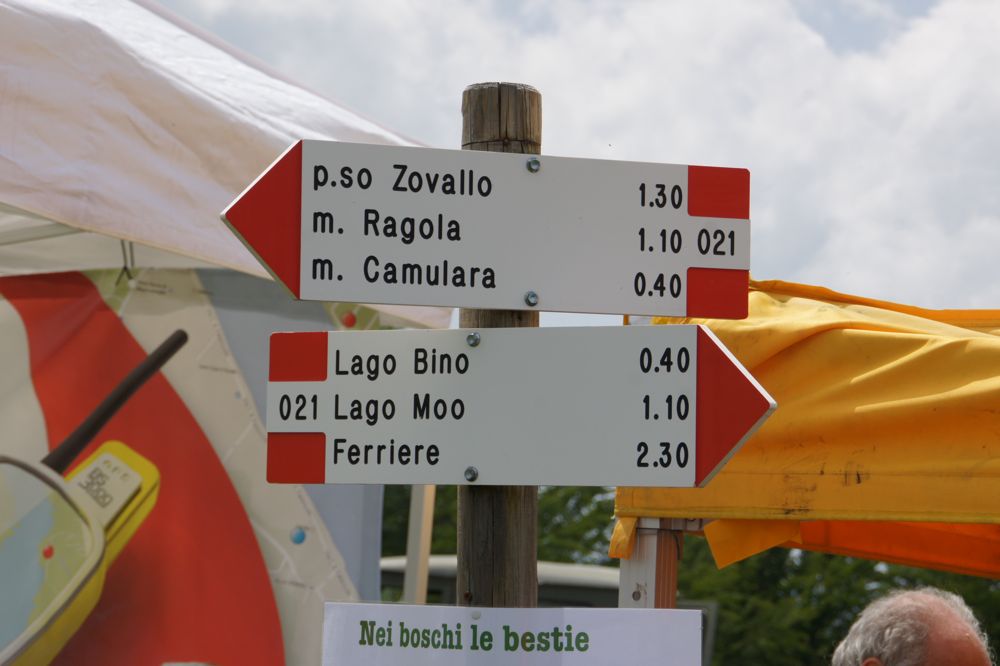 p.so Zovallo 1.30
m. Ragola 1.10 021
m. Camulara 0.40
Lago Bino 0.40
021 Lago Moo 1.10
Ferriere 2.30
Nei boschi le bestie